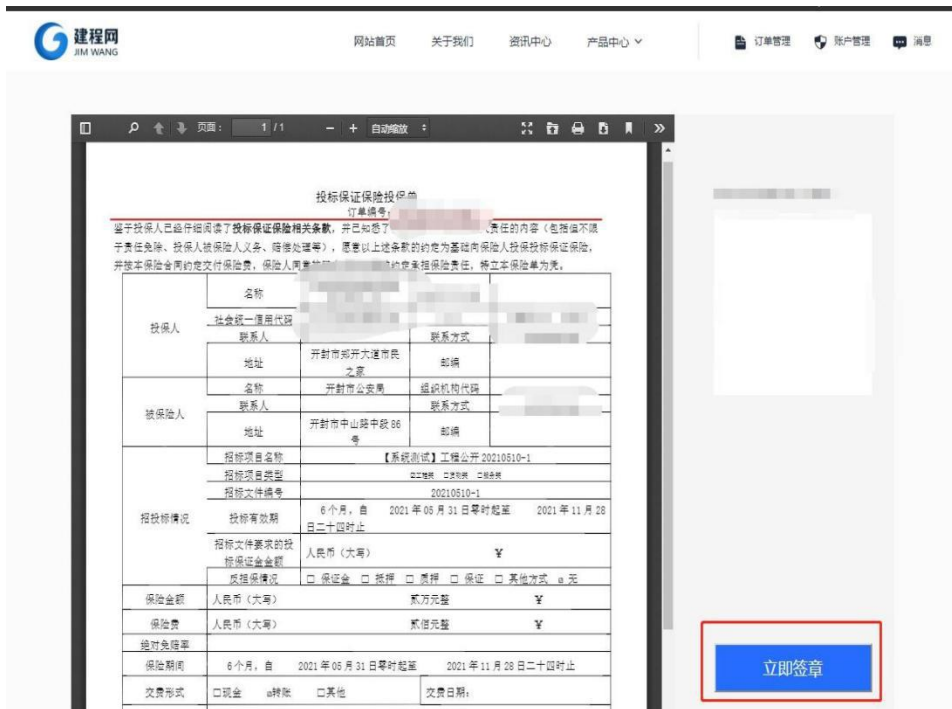 建程网
JIM WANG
网站首页 关于我们 资讯中心 产品中心 订单管理 账户管理 消息
页面： 1 / 1 自动缩放
投标保证保险投保单
订单编号：
鉴于投保人已经仔细阅读了投标保证保险相关条款，并已知悉了 责任的内容（包括但不限
于责任免除、投保人被保险人义务、赔偿处理等），愿意以上述条款的约定为基础向保险人投保投标保证保险，
并按本保险合同约定交付保险费，保险人同意 约定承担保险责任，特立本保险单为凭。
投保人
名称
社会统一信用代码
联系人 联系方式
地址 开封市郑开大道市民之家 邮编
被保险人
名称 开封市公安局 组织机构代码
联系人 联系方式
地址 开封市中山路中段 86号 邮编
招投标情况
招标项目名称 【系统测试】工程公开 20210510-1
招标项目类型 ☑工程类 □货物类 □服务类
招标文件编号 20210510-1
投标有效期 6个月，自 2021年05月31日零时起至 2021年11月28
日二十四时止
招标文件要求的投标保证金金额 人民币（大写） ¥
反担保情况 □ 保证金 □ 抵押 □ 质押 □ 保证 □ 其他方式 ☑ 无
保险金额 人民币（大写） 贰万元整 ¥
保险费 人民币（大写） 贰佰元整 ¥
绝对免赔率
保险期间 6个月，自 2021年05月31日零时起至 2021年11月28日二十四时止
交费形式 □现金 ☑转账 □其他 交费日期：
立即签章